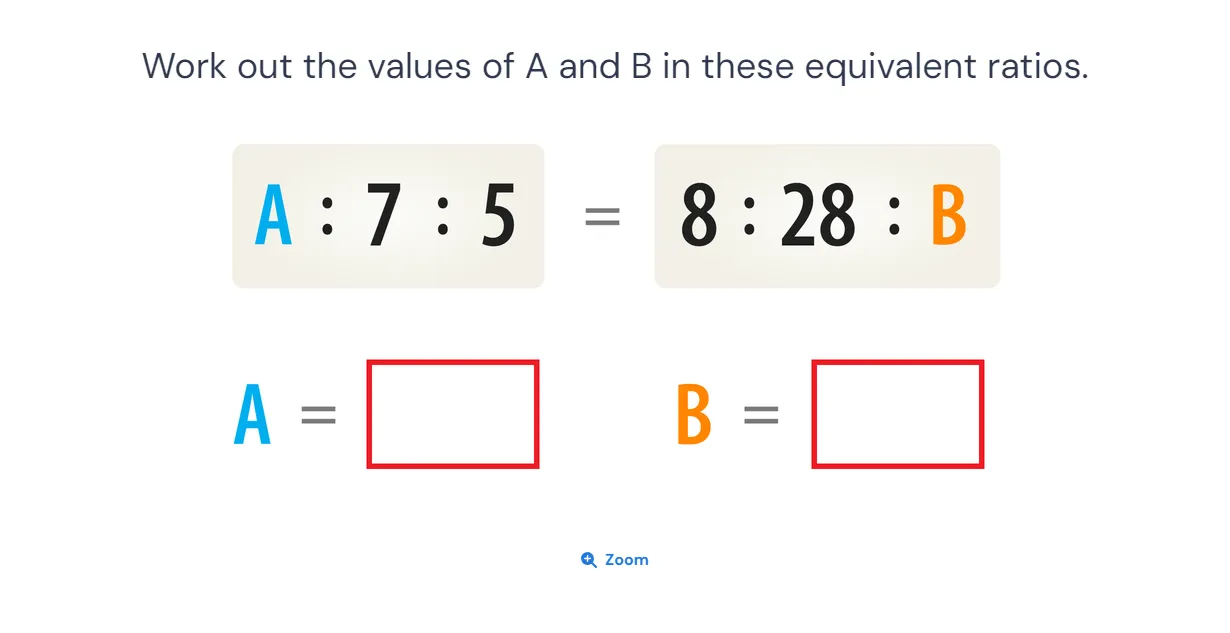 Work out the values of A and B in these equivalent ratios.
A : 7 : 5 = 8 : 28 : B
A = B =
Zoom